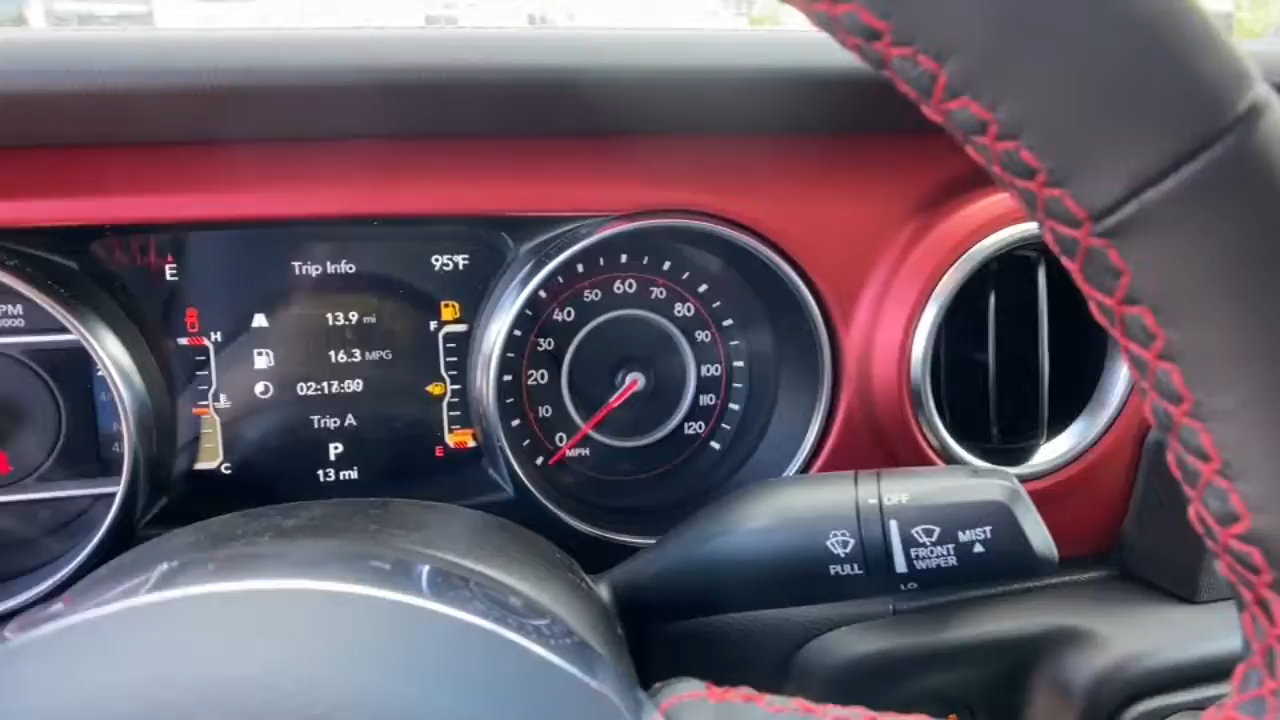 E
Trip Info
95°F
13.9 mi
16.3 MPG
Trip A
P
13 mi
H
C
F
E
0
10
20
30
40
50
60
70
80
90
100
110
120
MPH
PULL
OFF
FRONT
WIPER
MIST
LO